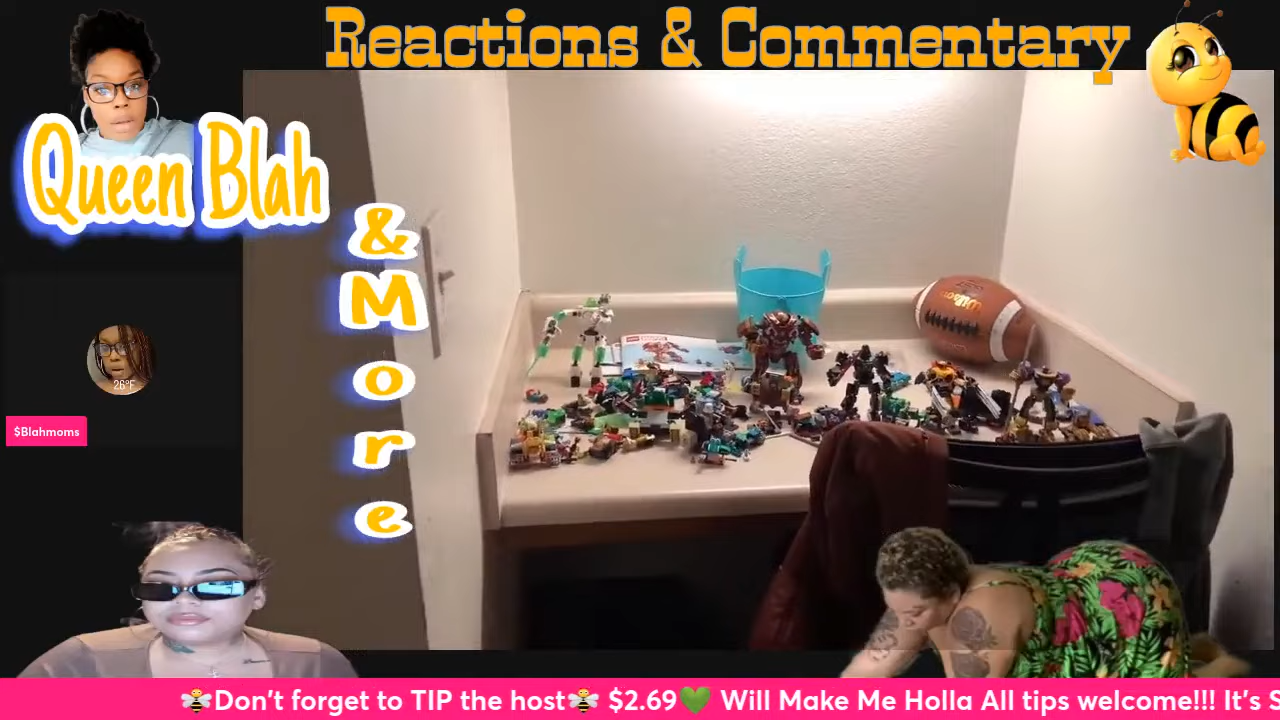 Reactions & Commentary
Queen Blah
& More
Wilson
26°F
$Blahmoms
🐝Don't forget to TIP the host🐝 $2.69💚 Will Make Me Holla All tips welcome!!! It's S